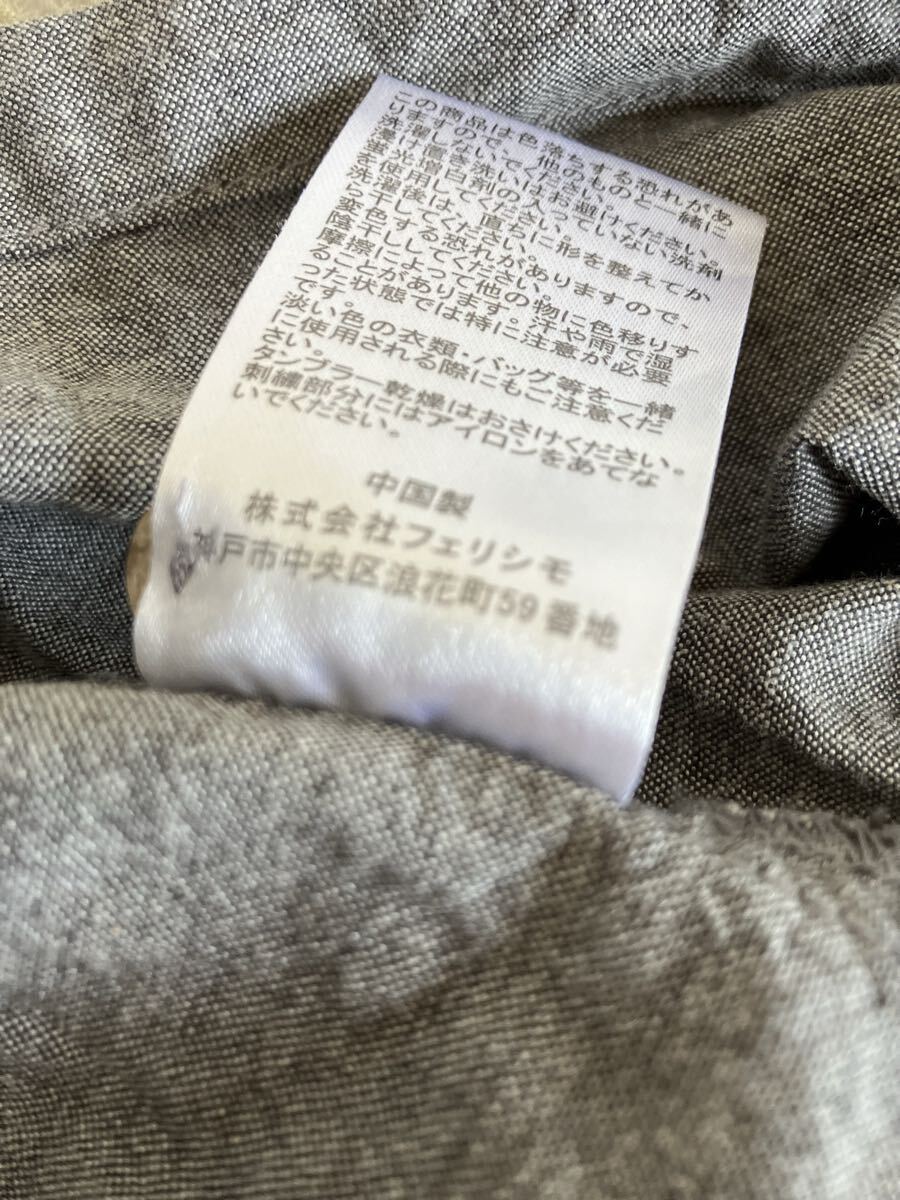 この商品は色落ちする恐れがあ
りますので、他のものと一緒に
洗濯しないでください。
漬け置き洗いはお避けください。
蛍光増白剤の入っていない洗剤
を使用してください。
洗濯後は、直ちに形を整えてか
ら干してください。
変色する恐れがありますので、
陰干ししてください。
摩擦によって他の物に色移りす
ることがあります。汗や雨で湿
った状態では特に注意が必要
です。
淡い色の衣類・バッグ等を一緒
に使用される際にもご注意くだ
さい。
タンブラー乾燥はおさけください。
刺繍部分にはアイロンをあてな
いでください。
中国製
株式会社フェリシモ
神戸市中央区浪花町59番地